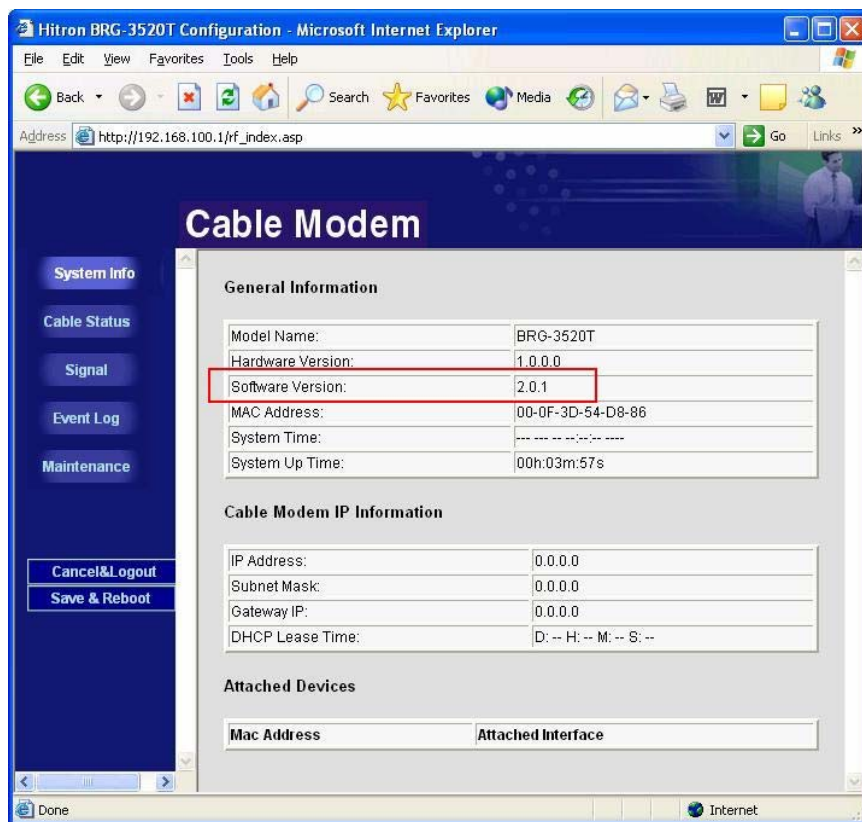 Hitron BRG-3520T Configuration - Microsoft Internet Explorer
File Edit View Favorites Tools Help
Back Search Favorites Media
Address http://192.168.100.1/rf_index.asp Go Links »
Cable Modem
System Info
Cable Status
Signal
Event Log
Maintenance
Cancel&Logout
Save & Reboot
General Information
Model Name: BRG-3520T
Hardware Version: 1.0.0.0
Software Version: 2.0.1
MAC Address: 00-0F-3D-54-D8-86
System Time: --- --- -- --:--:-- ----
System Up Time: 00h:03m:57s
Cable Modem IP Information
IP Address: 0.0.0.0
Subnet Mask: 0.0.0.0
Gateway IP: 0.0.0.0
DHCP Lease Time: D: -- H: -- M: -- S: --
Attached Devices
Mac Address Attached Interface
Done Internet